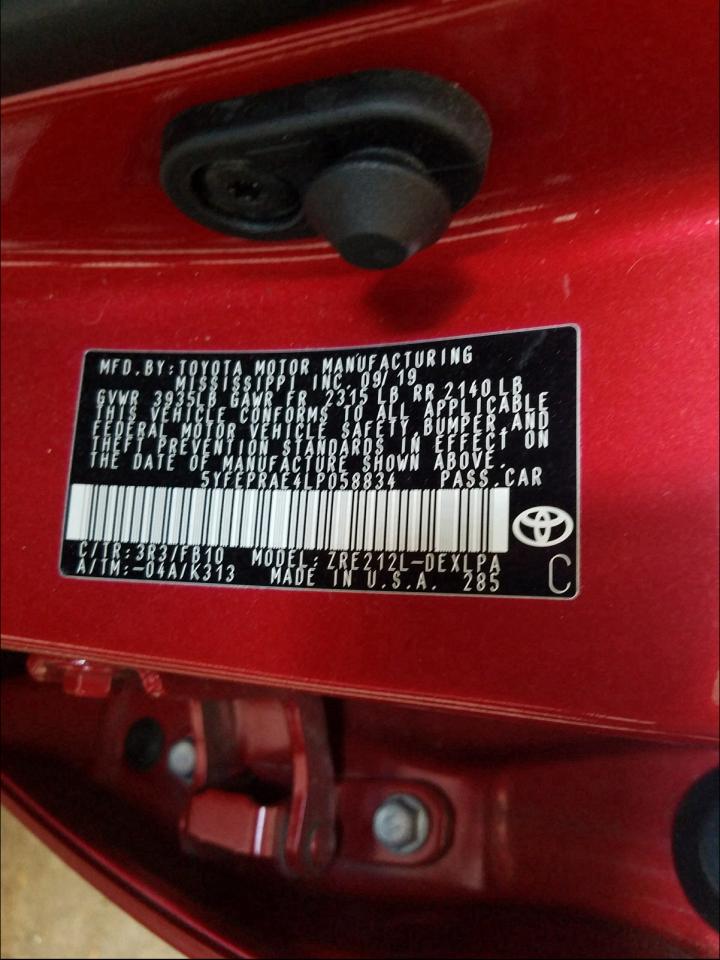 MFD.BY:TOYOTA MOTOR MANUFACTURING
MISSISSIPPI INC. 09/19
GVWR 3935LB GAWR FR 2315 LB RR 2140 LB
THIS VEHICLE CONFORMS TO ALL APPLICABLE
FEDERAL MOTOR VEHICLE SAFETY,BUMPER,AND
THEFT PREVENTION STANDARDS IN EFFECT ON
THE DATE OF MANUFACTURE SHOWN ABOVE.
5YFEPRAE4LP058834 PASS.CAR
C/TR:3R3/FB10 MODEL:ZRE212L-DEXLPA
A/TM:-04A/K313 MADE IN U.S.A. 285
C